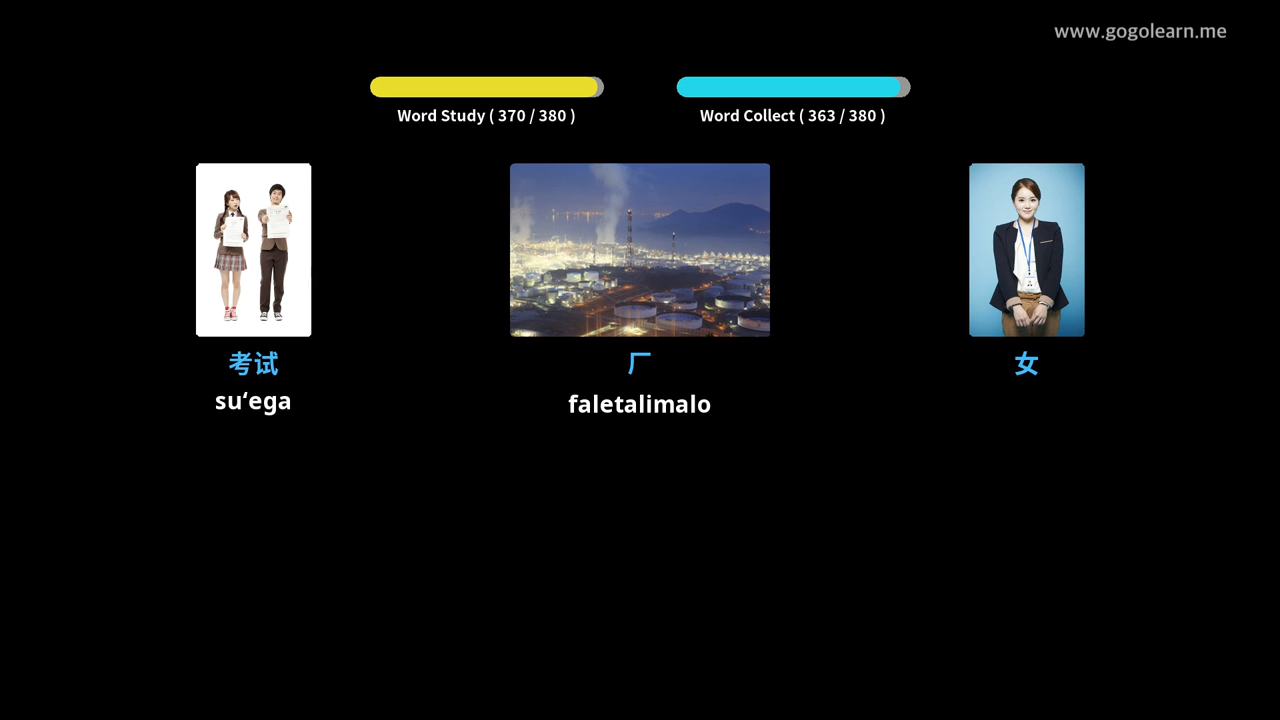 www.gogolearn.me
Word Study ( 370 / 380 )
Word Collect ( 363 / 380 )
考试
厂
女
su‘ega
faletalimalo